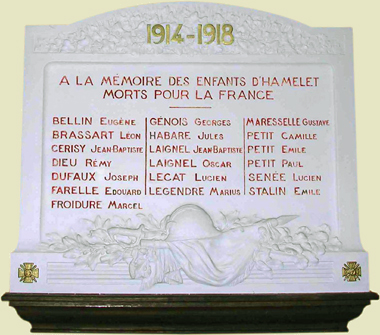 1914-1918
A LA MÉMOIRE DES ENFANTS D'HAMELET
MORTS POUR LA FRANCE
BELLIN EUGÈNE
BRASSART LÉON
CERISY JEAN BAPTISTE
DIEU RÉMY
DUFAUX JOSEPH
FARELLE EDOUARD
FROIDURE MARCEL
GÉNOIS GEORGES
HABARE JULES
LAIGNEL JEAN BAPTISTE
LAIGNEL OSCAR
LECAT LUCIEN
LEGENDRE MARIUS
MARESSELLE GUSTAVE
PETIT CAMILLE
PETIT EMILE
PETIT PAUL
SENÉE LUCIEN
STALIN EMILE